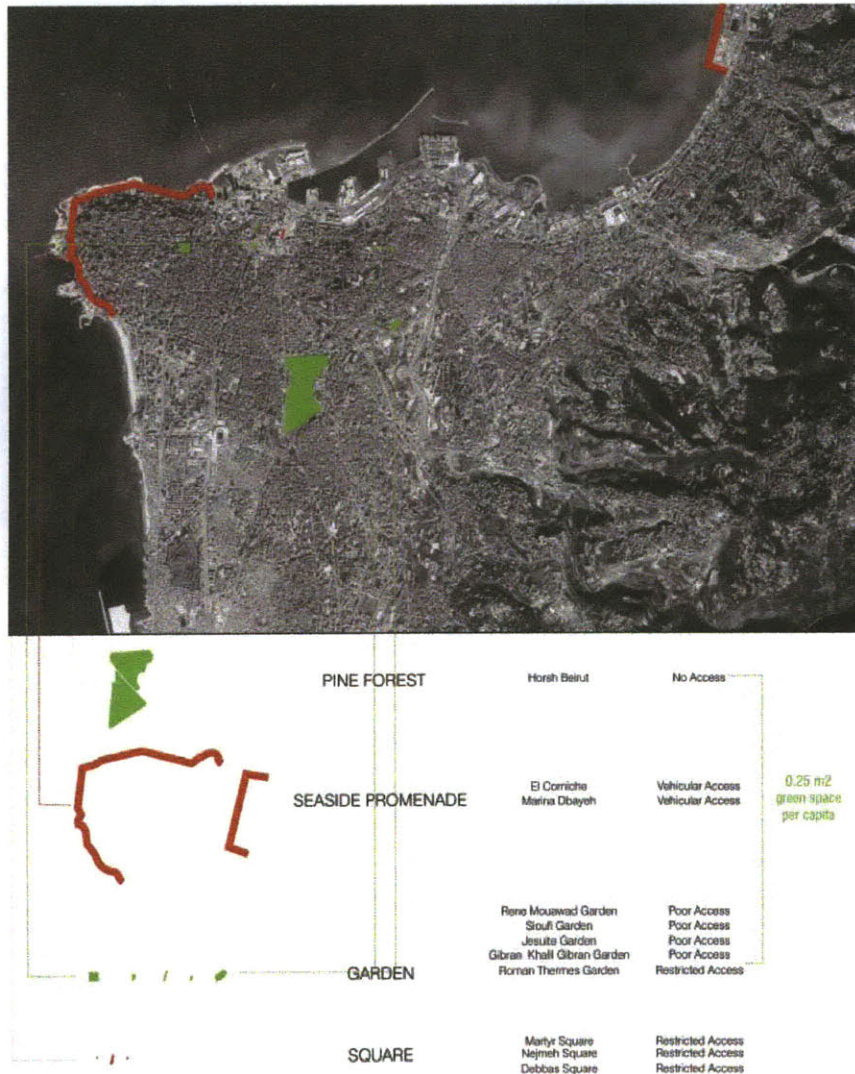 PINE FOREST Horsh Beirut No Access
SEASIDE PROMENADE El Corniche Vehicular Access
Marina Dbayeh Vehicular Access
0.25 m2
green space
per capita
Rene Mouawad Garden Poor Access
Sioufi Garden Poor Access
Jesuite Garden Poor Access
Gibran Khalil Gibran Garden Poor Access
GARDEN Roman Thermes Garden Restricted Access
Martyr Square Restricted Access
SQUARE Nejmeh Square Restricted Access
Debbas Square Restricted Access